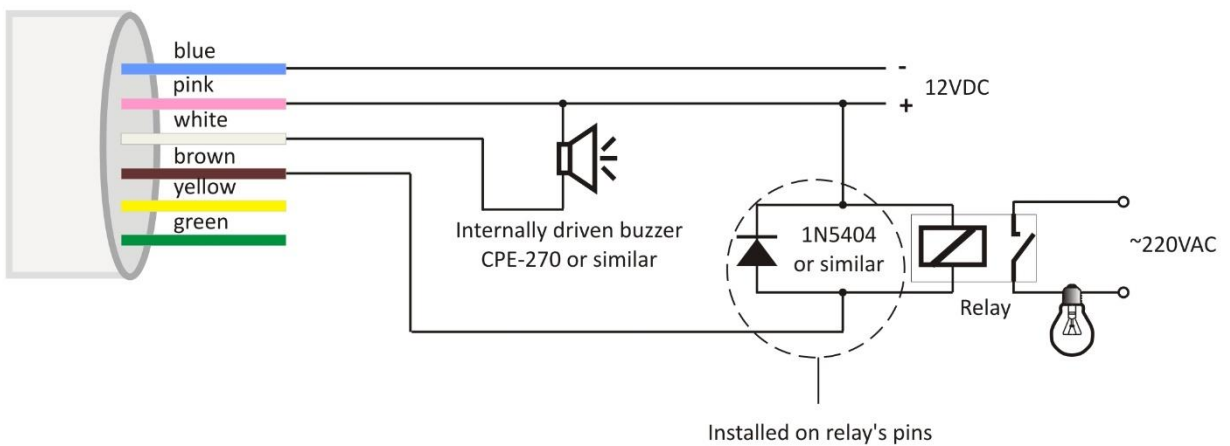 blue
pink
white
brown
yellow
green
-
+
12VDC
Internally driven buzzer
CPE-270 or similar
1N5404
or similar
Relay
~220VAC
Installed on relay's pins